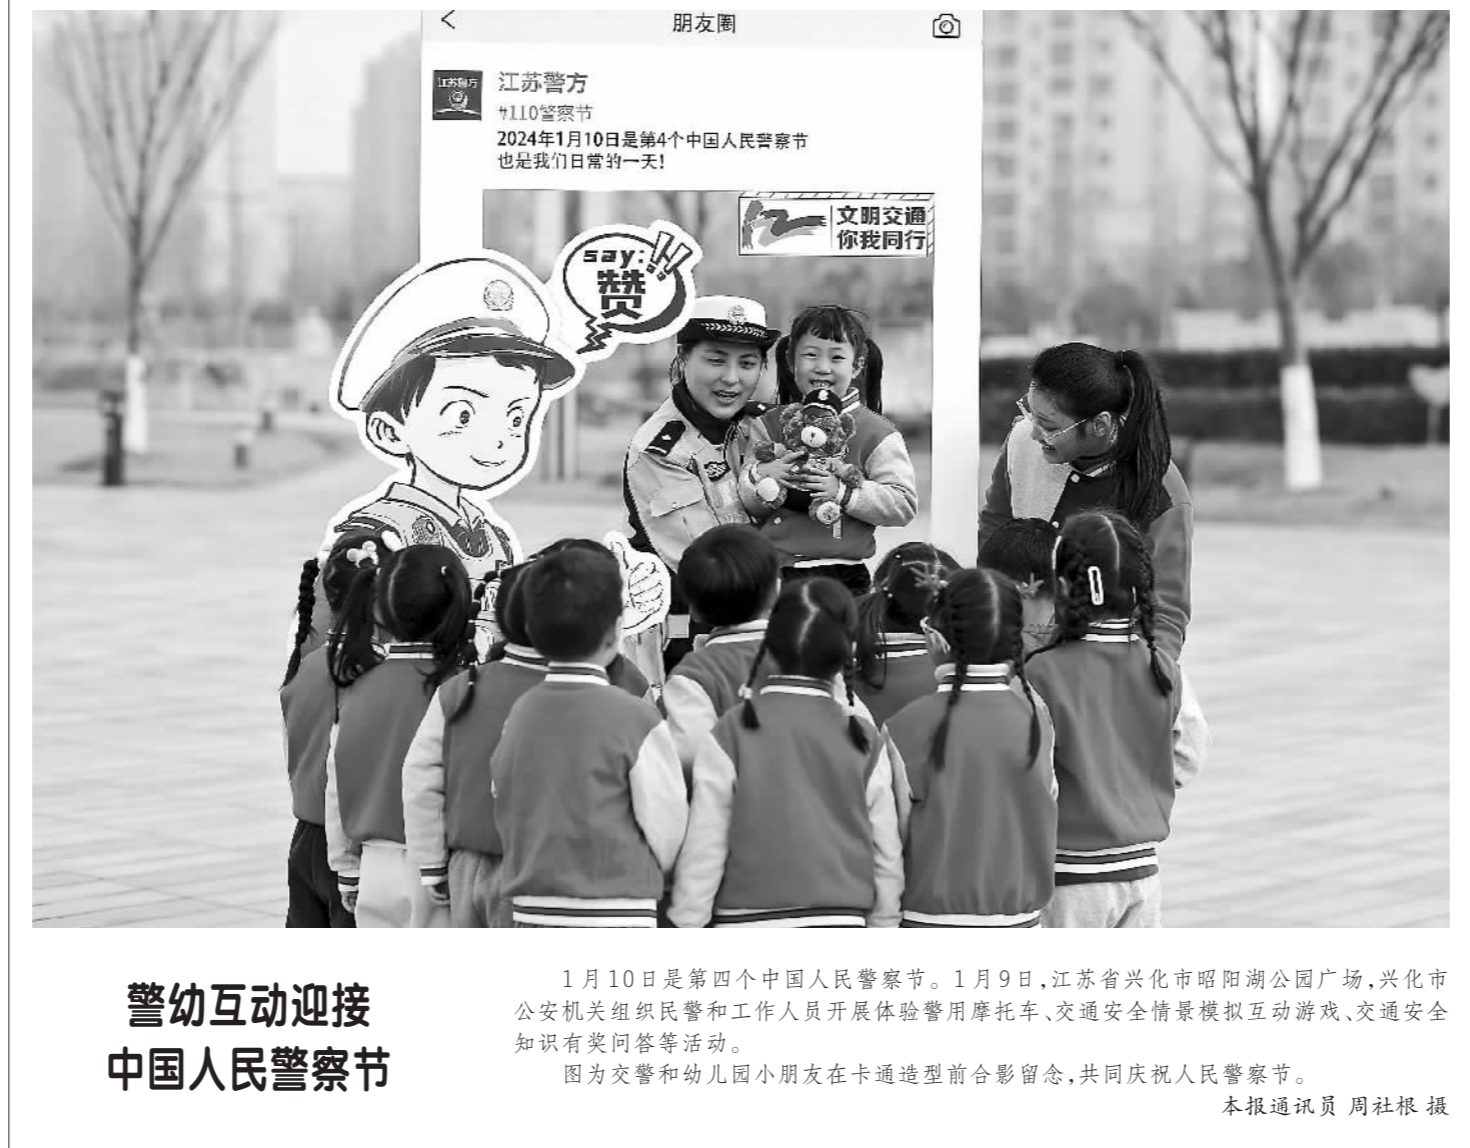 朋友圈
江苏警方
江苏警方
#110警察节
2024年1月10日是第4个中国人民警察节
也是我们日常的一天!
文明交通
你我同行
say:!!
赞
警幼互动迎接
中国人民警察节
1月10日是第四个中国人民警察节。1月9日,江苏省兴化市昭阳湖公园广场,兴化市
公安机关组织民警和工作人员开展体验警用摩托车、交通安全情景模拟互动游戏、交通安全
知识有奖问答等活动。
图为交警和幼儿园小朋友在卡通造型前合影留念,共同庆祝人民警察节。
本报通讯员 周社根 摄